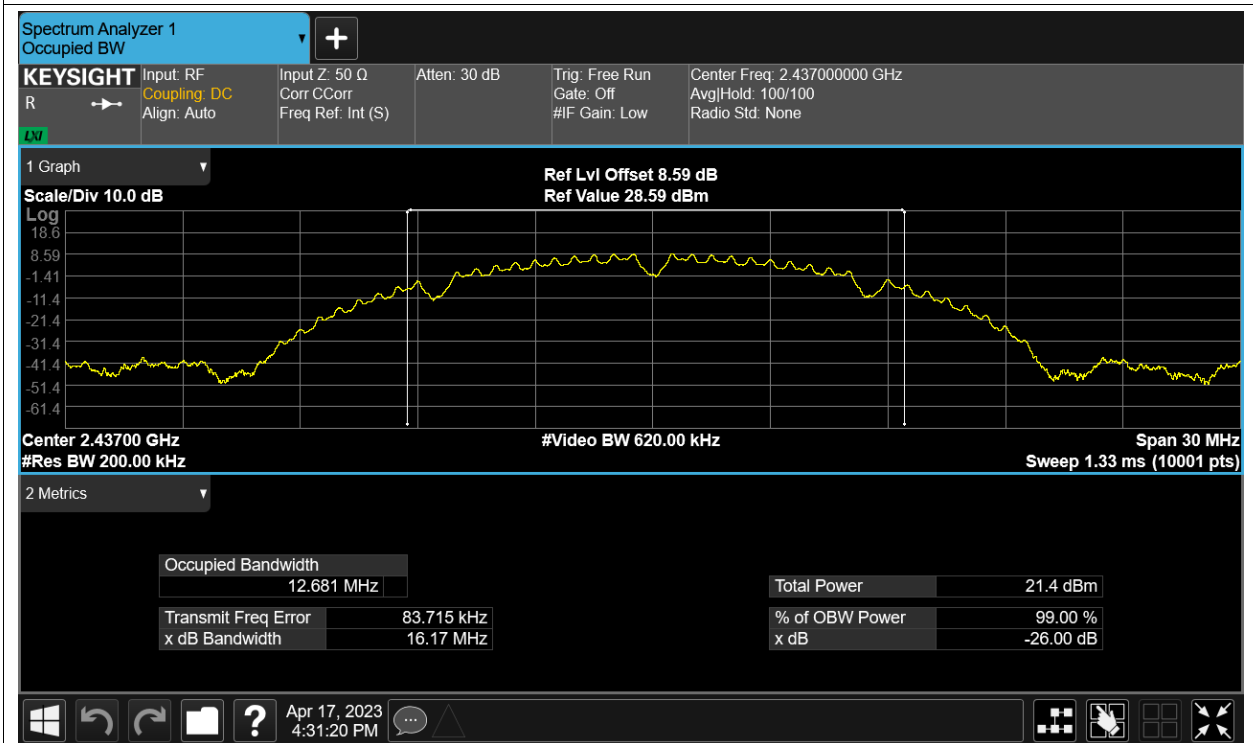 Spectrum Analyzer 1
Occupied BW
KEYSIGHT
R
LXI
Input: RF
Coupling: DC
Align: Auto
Input Z: 50 Ω
Corr CCorr
Freq Ref: Int (S)
Atten: 30 dB
Trig: Free Run
Gate: Off
#IF Gain: Low
Center Freq: 2.437000000 GHz
Avg|Hold: 100/100
Radio Std: None
1 Graph
Scale/Div 10.0 dB
Ref Lvl Offset 8.59 dB
Ref Value 28.59 dBm
Log
18.6
8.59
-1.41
-11.4
-21.4
-31.4
-41.4
-51.4
-61.4
Center 2.43700 GHz
#Res BW 200.00 kHz
#Video BW 620.00 kHz
Span 30 MHz
Sweep 1.33 ms (10001 pts)
2 Metrics
Occupied Bandwidth
12.681 MHz
Transmit Freq Error 83.715 kHz
x dB Bandwidth 16.17 MHz
Total Power 21.4 dBm
% of OBW Power 99.00 %
x dB -26.00 dB
?
Apr 17, 2023
4:31:20 PM